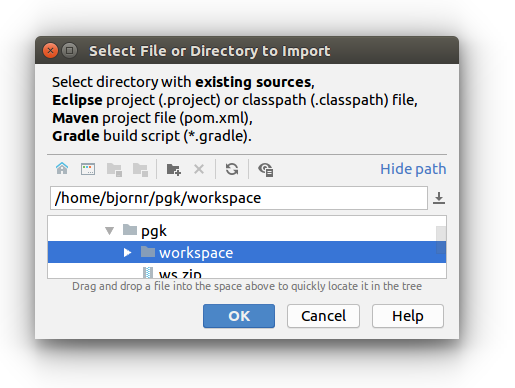 Select File or Directory to Import
Select directory with existing sources,
Eclipse project (.project) or classpath (.classpath) file,
Maven project file (pom.xml),
Gradle build script (*.gradle).
Hide path
/home/bjornr/pgk/workspace
pgk
workspace
ws.zip
Drag and drop a file into the space above to quickly locate it in the tree
OK Cancel Help